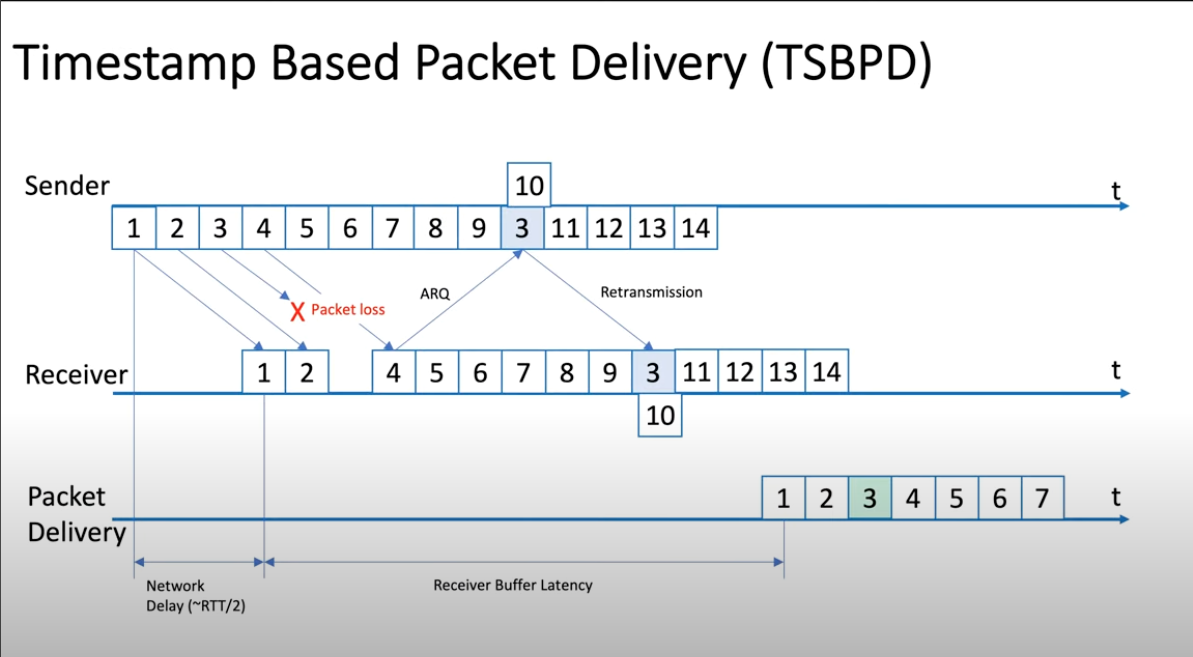 Timestamp Based Packet Delivery (TSBPD)
Sender
10
t
1 2 3 4 5 6 7 8 9 3 11 12 13 14
ARQ
Retransmission
X Packet loss
Receiver
1 2 4 5 6 7 8 9 3 11 12 13 14
t
10
Packet
Delivery
1 2 3 4 5 6 7
t
Network
Delay (~RTT/2)
Receiver Buffer Latency